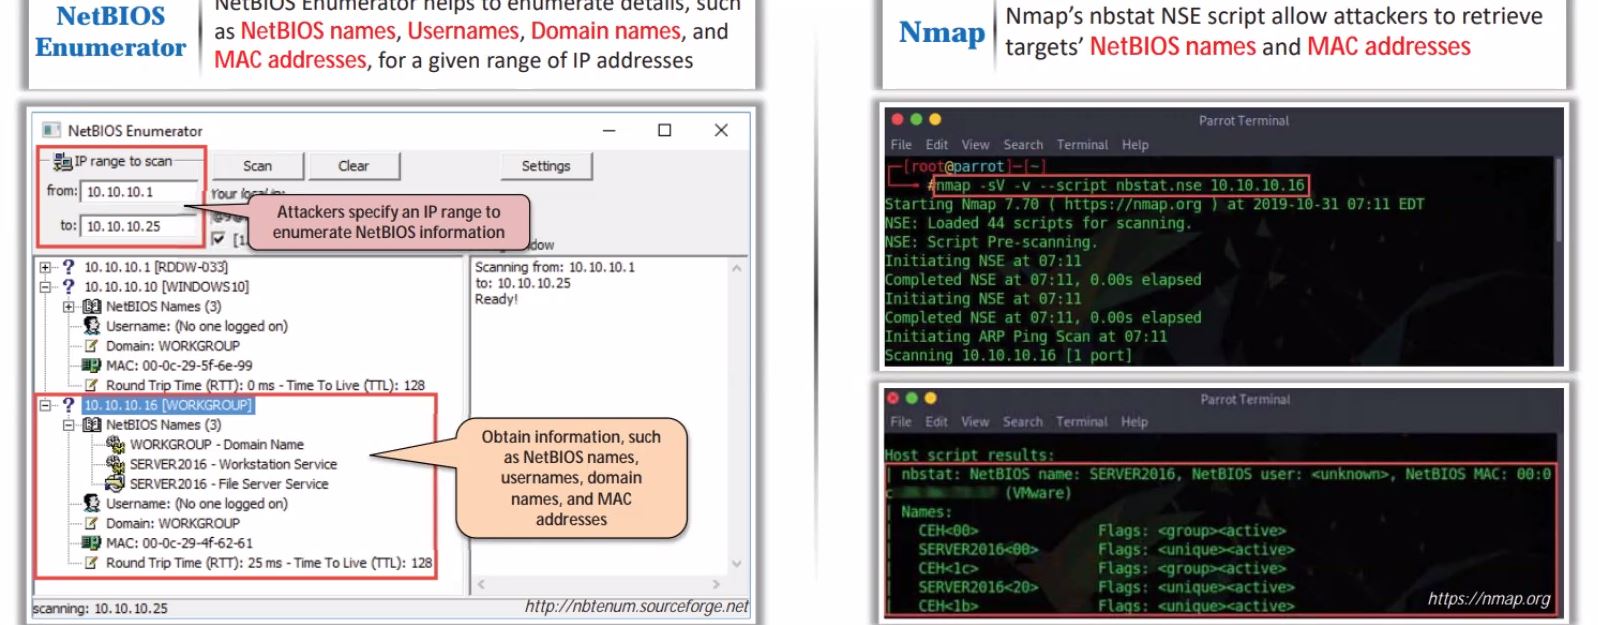 NetBIOS
Enumerator
NetBIOS Enumerator helps to enumerate details, such
as NetBIOS names, Usernames, Domain names, and
MAC addresses, for a given range of IP addresses
NetBIOS Enumerator
IP range to scan
from: 10.10.10.1
to: 10.10.10.25
Scan
Clear
Settings
Your local ip:
[1
Attackers specify an IP range to
enumerate NetBIOS information
dow
10.10.10.1 [RDDW-033]
10.10.10.10 [WINDOWS10]
NetBIOS Names (3)
Username: (No one logged on)
Domain: WORKGROUP
MAC: 00-0c-29-5f-6e-99
Round Trip Time (RTT): 0 ms - Time To Live (TTL): 128
10.10.10.16 [WORKGROUP]
NetBIOS Names (3)
WORKGROUP - Domain Name
SERVER2016 - Workstation Service
SERVER2016 - File Server Service
Username: (No one logged on)
Domain: WORKGROUP
MAC: 00-0c-29-4f-62-61
Round Trip Time (RTT): 25 ms - Time To Live (TTL): 128
Scanning from: 10.10.10.1
to: 10.10.10.25
Ready!
Obtain information, such
as NetBIOS names,
usernames, domain
names, and MAC
addresses
scanning: 10.10.10.25
http://nbtenum.sourceforge.net
Nmap
Nmap's nbstat NSE script allow attackers to retrieve
targets' NetBIOS names and MAC addresses
Parrot Terminal
File Edit View Search Terminal Help
[root@parrot]-[~]
#nmap -sV -v --script nbstat.nse 10.10.10.16
Starting Nmap 7.70 ( https://nmap.org ) at 2019-10-31 07:11 EDT
NSE: Loaded 44 scripts for scanning.
NSE: Script Pre-scanning.
Initiating NSE at 07:11
Completed NSE at 07:11, 0.00s elapsed
Initiating NSE at 07:11
Completed NSE at 07:11, 0.00s elapsed
Initiating ARP Ping Scan at 07:11
Scanning 10.10.10.16 [1 port]
Parrot Terminal
File Edit View Search Terminal Help
Host script results:
| nbstat: NetBIOS name: SERVER2016, NetBIOS user: <unknown>, NetBIOS MAC: 00:0
c (VMware)
| Names:
| CEH<00> Flags: <group><active>
| SERVER2016<00> Flags: <unique><active>
| CEH<1c> Flags: <group><active>
| SERVER2016<20> Flags: <unique><active>
| CEH<1b> Flags: <unique><active>
https://nmap.org